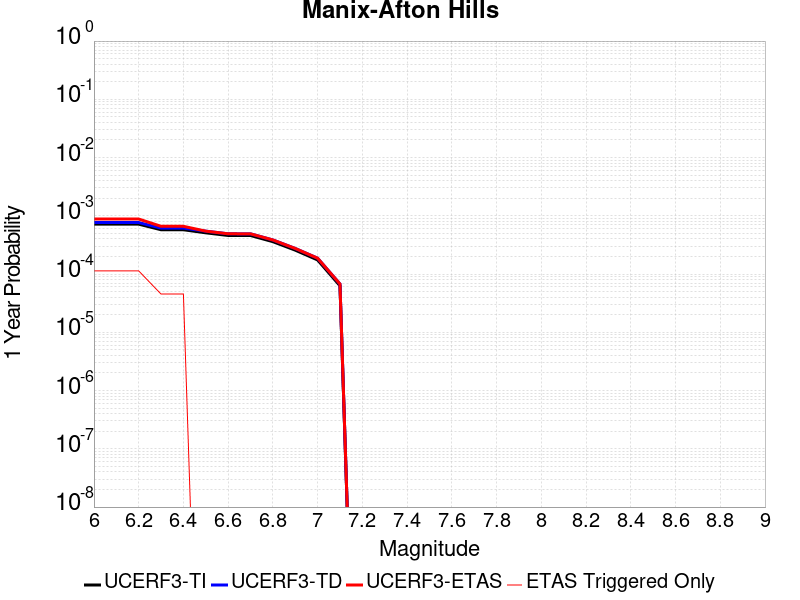 Manix-Afton Hills
10^0
10^-1
10^-2
10^-3
10^-4
10^-5
10^-6
10^-7
10^-8
1 Year Probability
6 6.2 6.4 6.6 6.8 7 7.2 7.4 7.6 7.8 8 8.2 8.4 8.6 8.8 9
Magnitude
UCERF3-TI UCERF3-TD UCERF3-ETAS ETAS Triggered Only